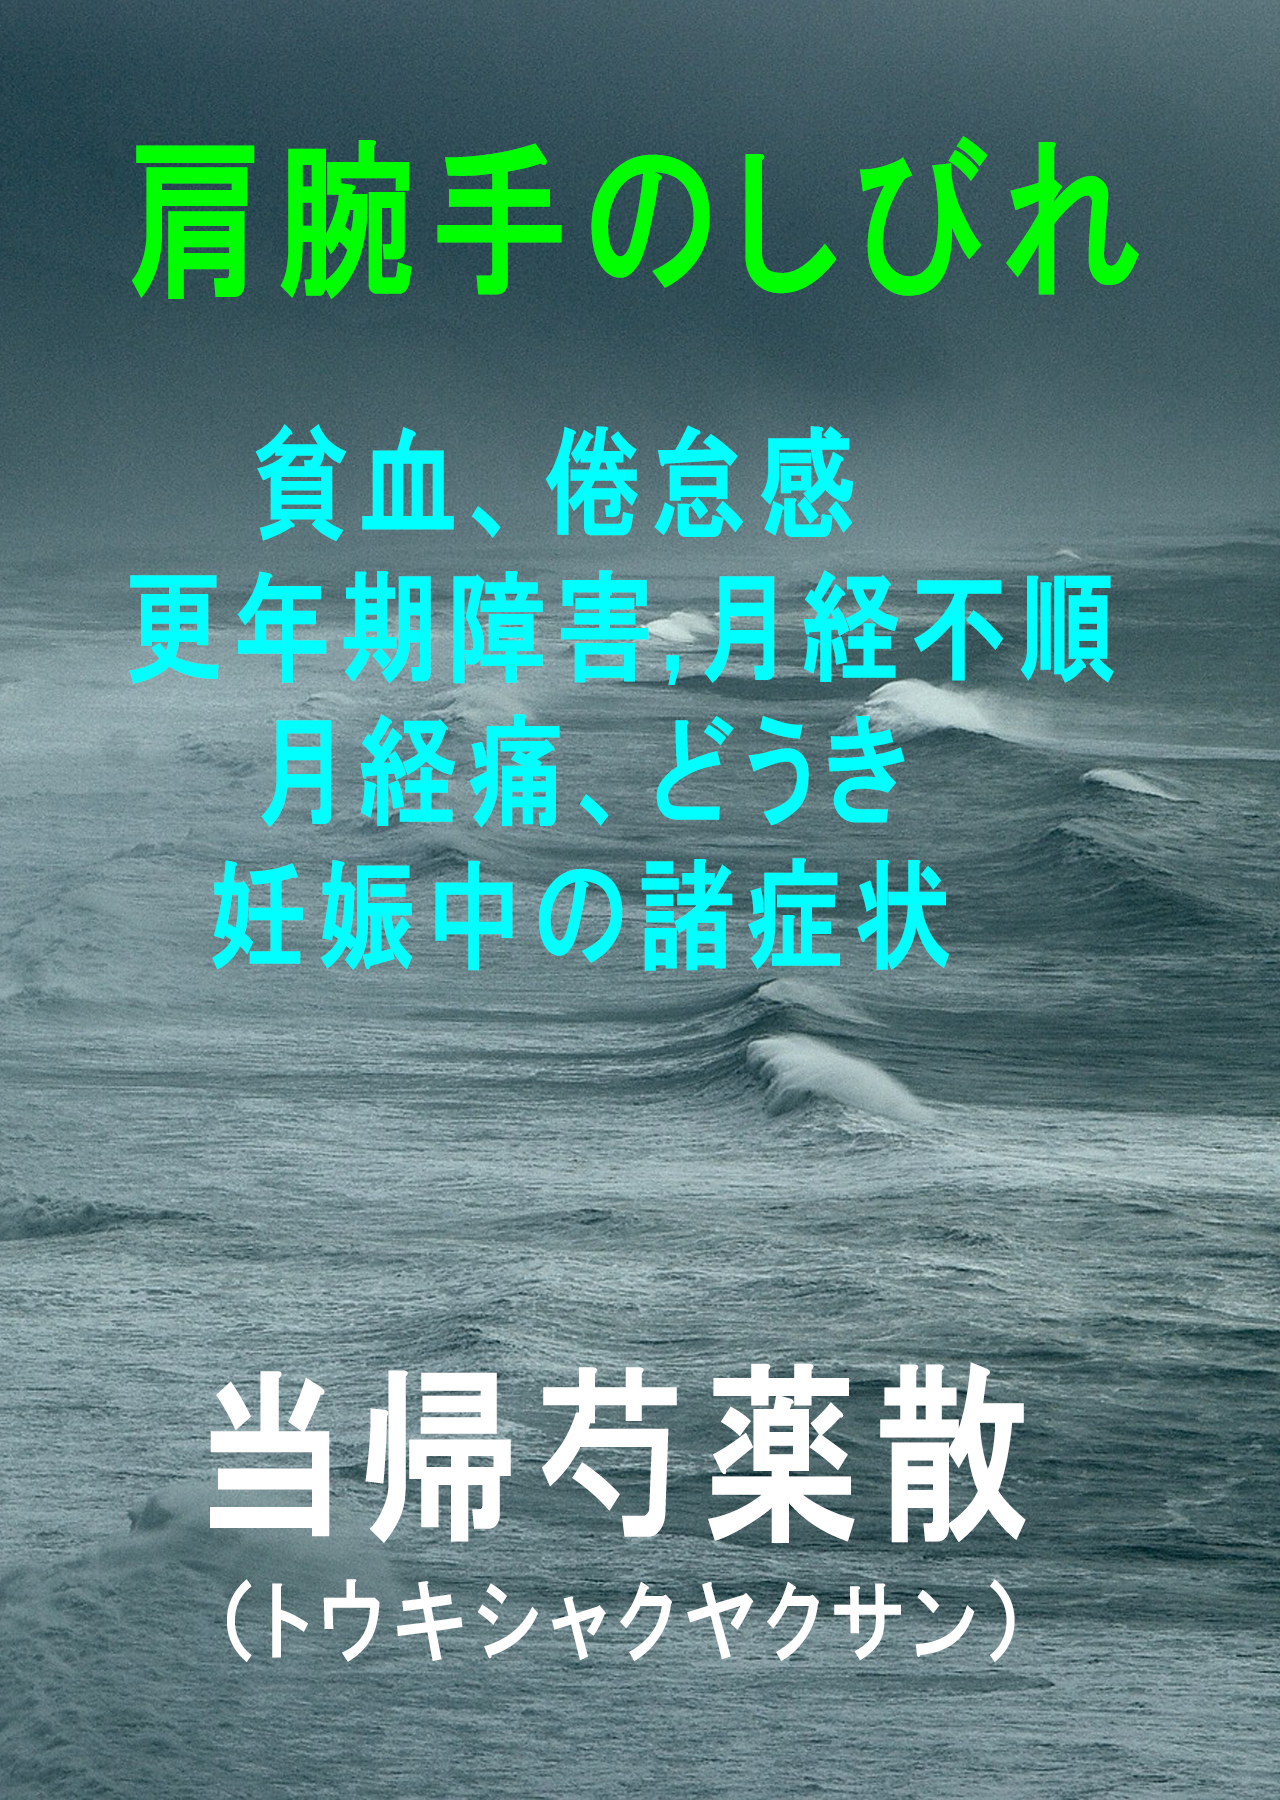 肩腕手のしびれ
貧血、倦怠感
更年期障害,月経不順
月経痛、どうき
妊娠中の諸症状
当帰芍薬散
（トウキシャクヤクサン）